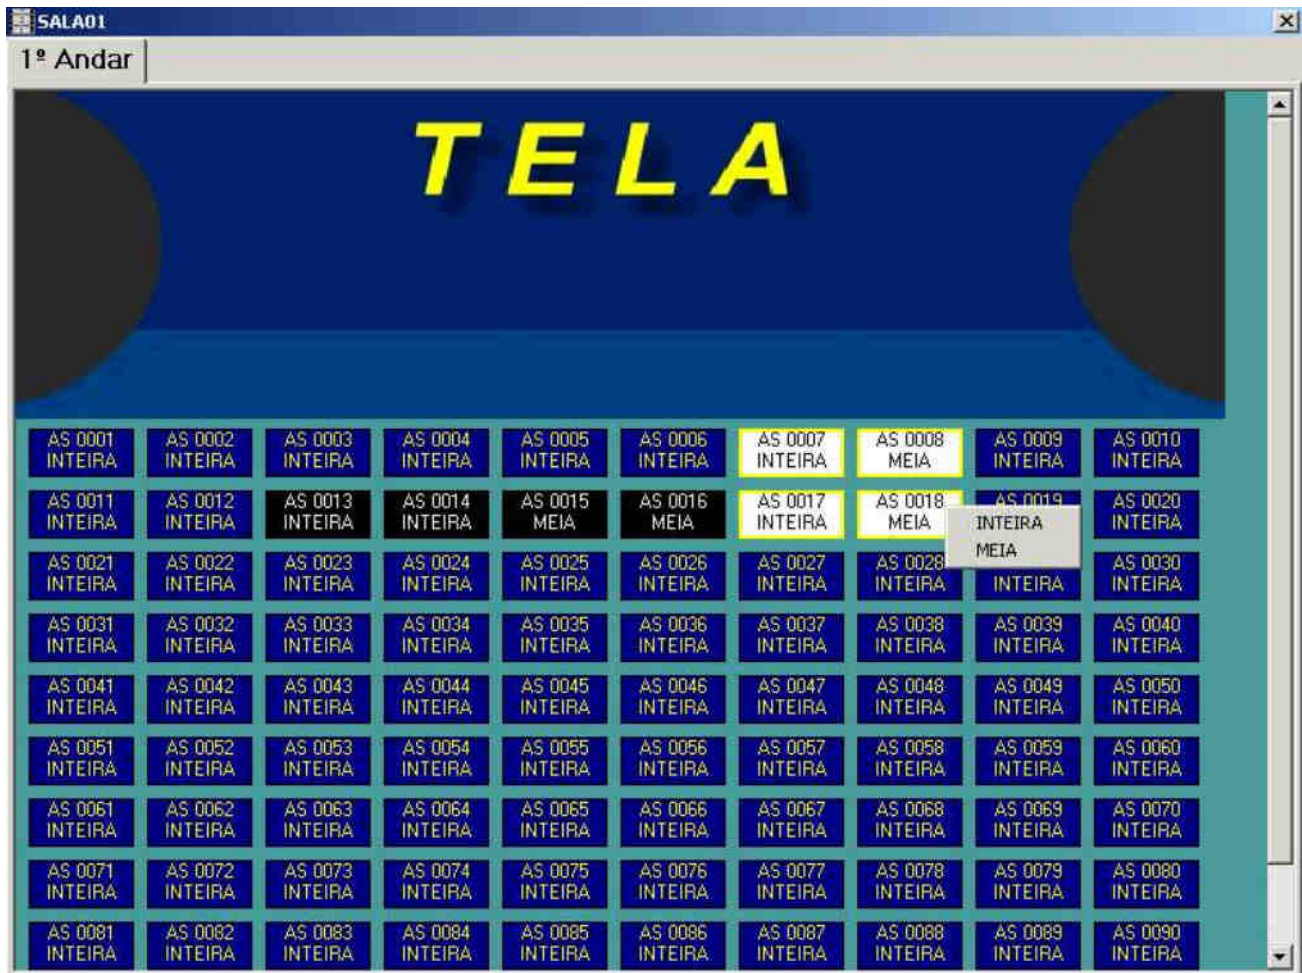 SALA01
1º Andar
TELA
AS 0001 AS 0002 AS 0003 AS 0004 AS 0005 AS 0006 AS 0007 AS 0008 AS 0009 AS 0010
INTEIRA INTEIRA INTEIRA INTEIRA INTEIRA INTEIRA INTEIRA MEIA INTEIRA INTEIRA
AS 0011 AS 0012 AS 0013 AS 0014 AS 0015 AS 0016 AS 0017 AS 0018 AS 0019 AS 0020
INTEIRA INTEIRA INTEIRA INTEIRA MEIA MEIA INTEIRA MEIA INTEIRA INTEIRA
MEIA
AS 0021 AS 0022 AS 0023 AS 0024 AS 0025 AS 0026 AS 0027 AS 0028 AS 0030
INTEIRA INTEIRA INTEIRA INTEIRA INTEIRA INTEIRA INTEIRA INTEIRA INTEIRA INTEIRA
AS 0031 AS 0032 AS 0033 AS 0034 AS 0035 AS 0036 AS 0037 AS 0038 AS 0039 AS 0040
INTEIRA INTEIRA INTEIRA INTEIRA INTEIRA INTEIRA INTEIRA INTEIRA INTEIRA INTEIRA
AS 0041 AS 0042 AS 0043 AS 0044 AS 0045 AS 0046 AS 0047 AS 0048 AS 0049 AS 0050
INTEIRA INTEIRA INTEIRA INTEIRA INTEIRA INTEIRA INTEIRA INTEIRA INTEIRA INTEIRA
AS 0051 AS 0052 AS 0053 AS 0054 AS 0055 AS 0056 AS 0057 AS 0058 AS 0059 AS 0060
INTEIRA INTEIRA INTEIRA INTEIRA INTEIRA INTEIRA INTEIRA INTEIRA INTEIRA INTEIRA
AS 0061 AS 0062 AS 0063 AS 0064 AS 0065 AS 0066 AS 0067 AS 0068 AS 0069 AS 0070
INTEIRA INTEIRA INTEIRA INTEIRA INTEIRA INTEIRA INTEIRA INTEIRA INTEIRA INTEIRA
AS 0071 AS 0072 AS 0073 AS 0074 AS 0075 AS 0076 AS 0077 AS 0078 AS 0079 AS 0080
INTEIRA INTEIRA INTEIRA INTEIRA INTEIRA INTEIRA INTEIRA INTEIRA INTEIRA INTEIRA
AS 0081 AS 0082 AS 0083 AS 0084 AS 0085 AS 0086 AS 0087 AS 0088 AS 0089 AS 0090
INTEIRA INTEIRA INTEIRA INTEIRA INTEIRA INTEIRA INTEIRA INTEIRA INTEIRA INTEIRA